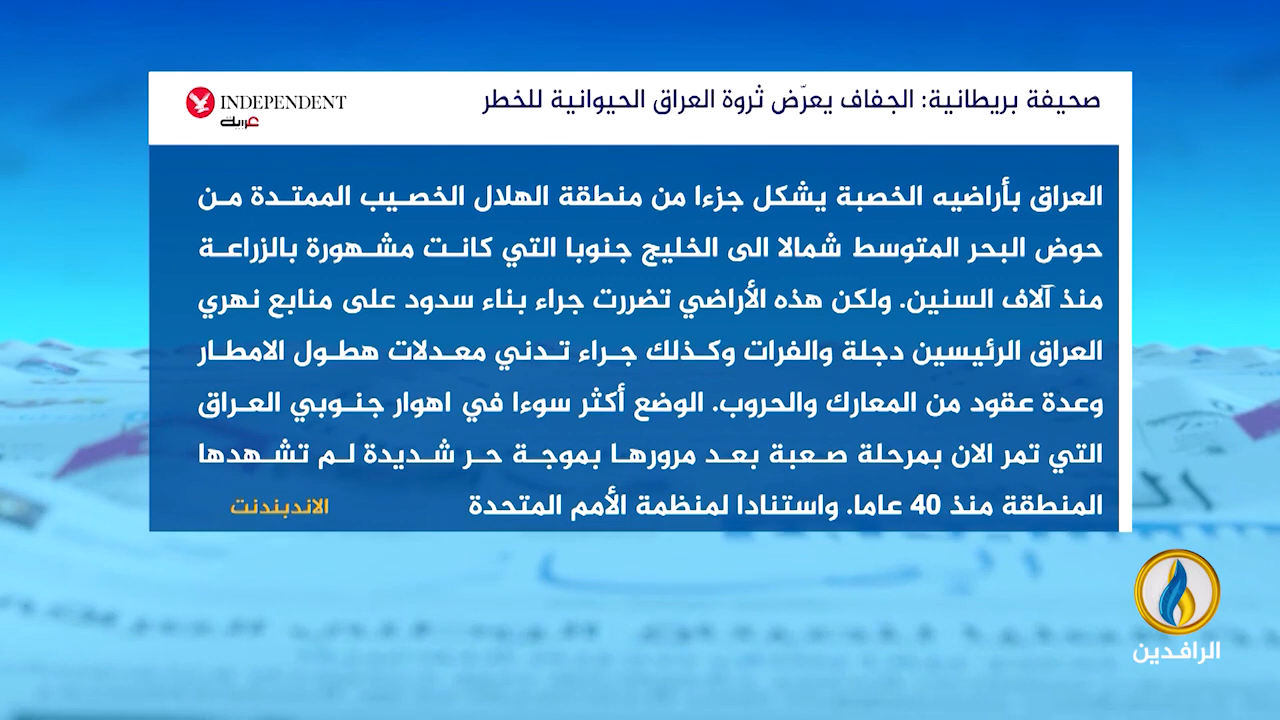 صحيفة بريطانية: الجفاف يعرّض ثروة العراق الحيوانية للخطر
INDEPENDENT
عربية
العراق بأراضيه الخصبة يشكل جزءا من منطقة الهلال الخصيب الممتدة من
حوض البحر المتوسط شمالا الى الخليج جنوبا التي كانت مشهورة بالزراعة
منذ آلاف السنين. ولكن هذه الأراضي تضررت جراء بناء سدود على منابع نهري
العراق الرئيسين دجلة والفرات وكذلك جراء تدني معدلات هطول الامطار
وعدة عقود من المعارك والحروب. الوضع أكثر سوءا في اهوار جنوبي العراق
التي تمر الان بمرحلة صعبة بعد مرورها بموجة حر شديدة لم تشهدها
المنطقة منذ 40 عاما. واستنادا لمنظمة الأمم المتحدة
الاندبندنت
الرافدين